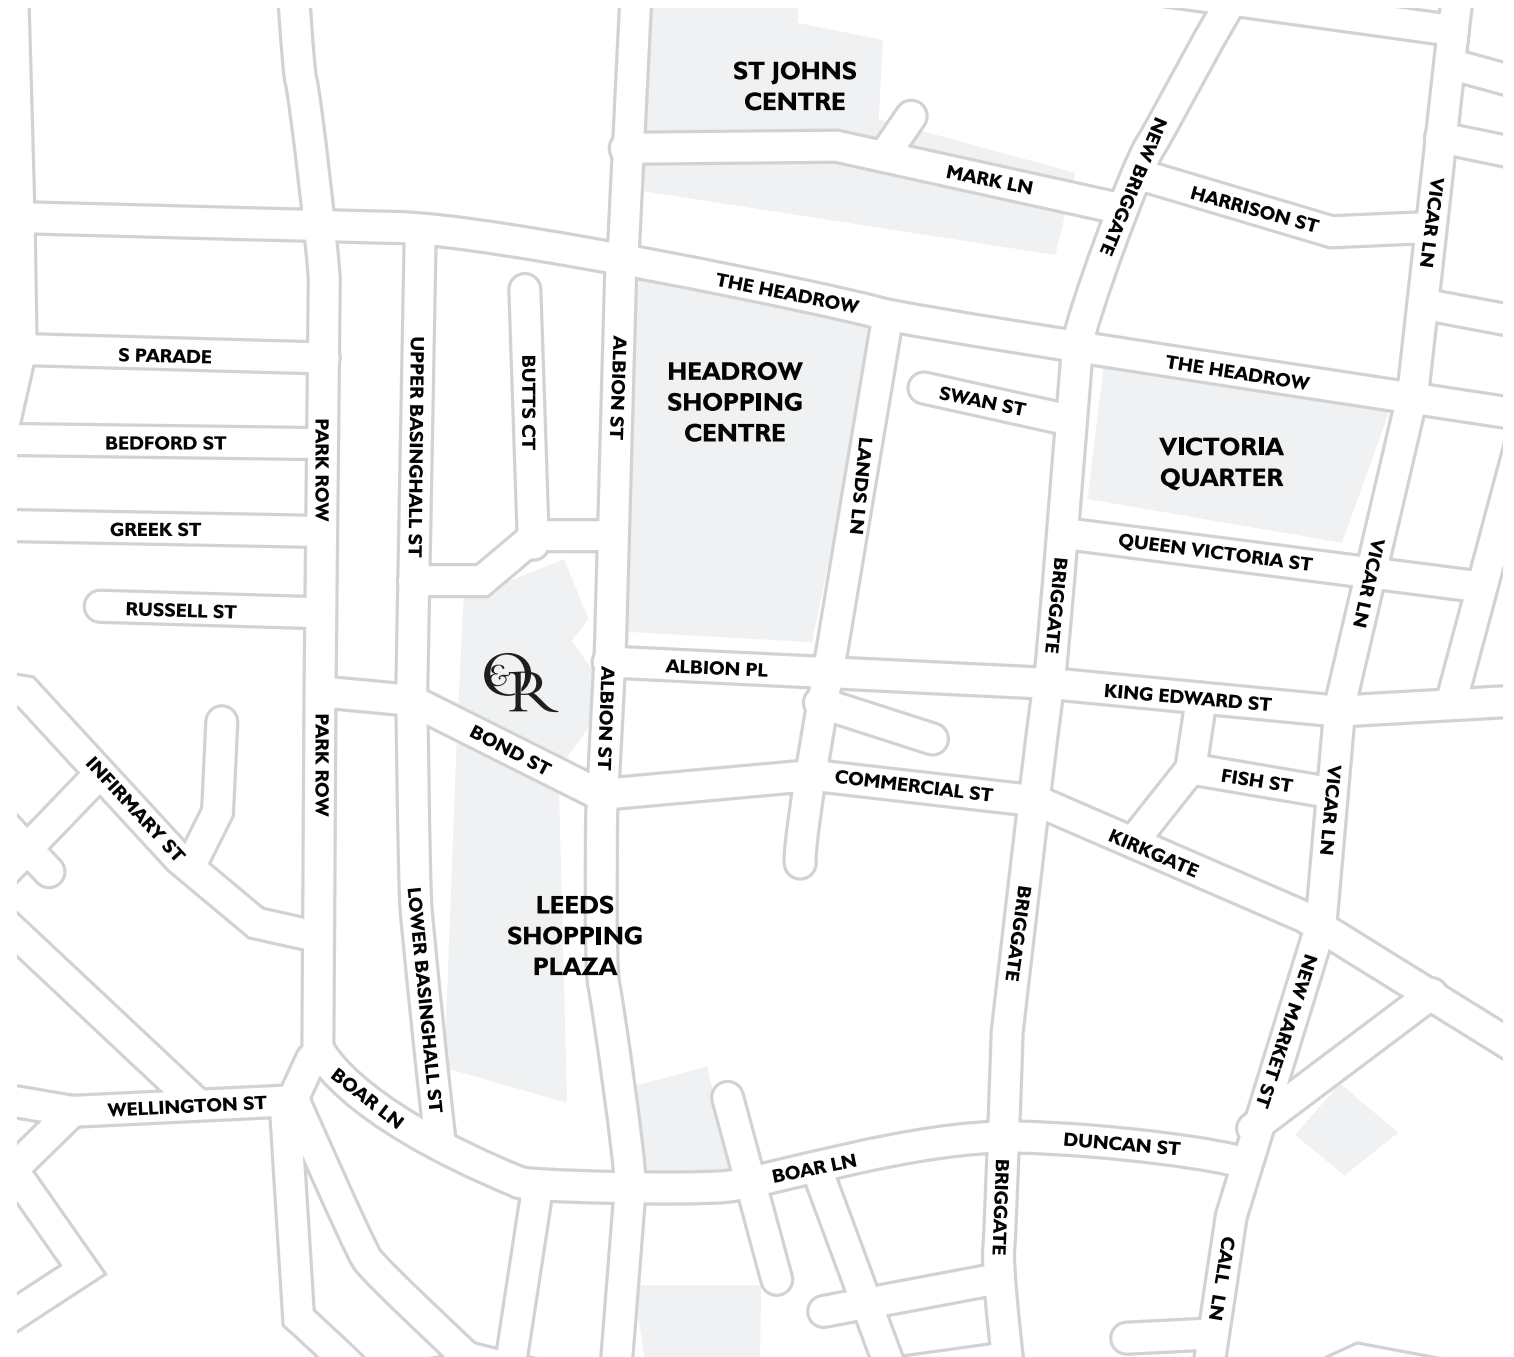 ST JOHNS
CENTRE
NEW BRIGGATE
MARK LN
HARRISON ST
VICAR LN
THE HEADROW
S PARADE
UPPER BASINGHALL ST
BUTTS CT
ALBION ST
HEADROW
SHOPPING
CENTRE
SWAN ST
THE HEADROW
BEDFORD ST
PARK ROW
LANDS LN
VICTORIA
QUARTER
GREEK ST
QUEEN VICTORIA ST
VICAR LN
BRIGGATE
RUSSELL ST
O&R
ALBION ST
ALBION PL
KING EDWARD ST
PARK ROW
BOND ST
INFIRMARY ST
COMMERCIAL ST
FISH ST
VICAR LN
KIRKGATE
LOWER BASINGHALL ST
LEEDS
SHOPPING
PLAZA
BRIGGATE
NEW MARKET ST
WELLINGTON ST
BOAR LN
BOAR LN
DUNCAN ST
BRIGGATE
CALL LN